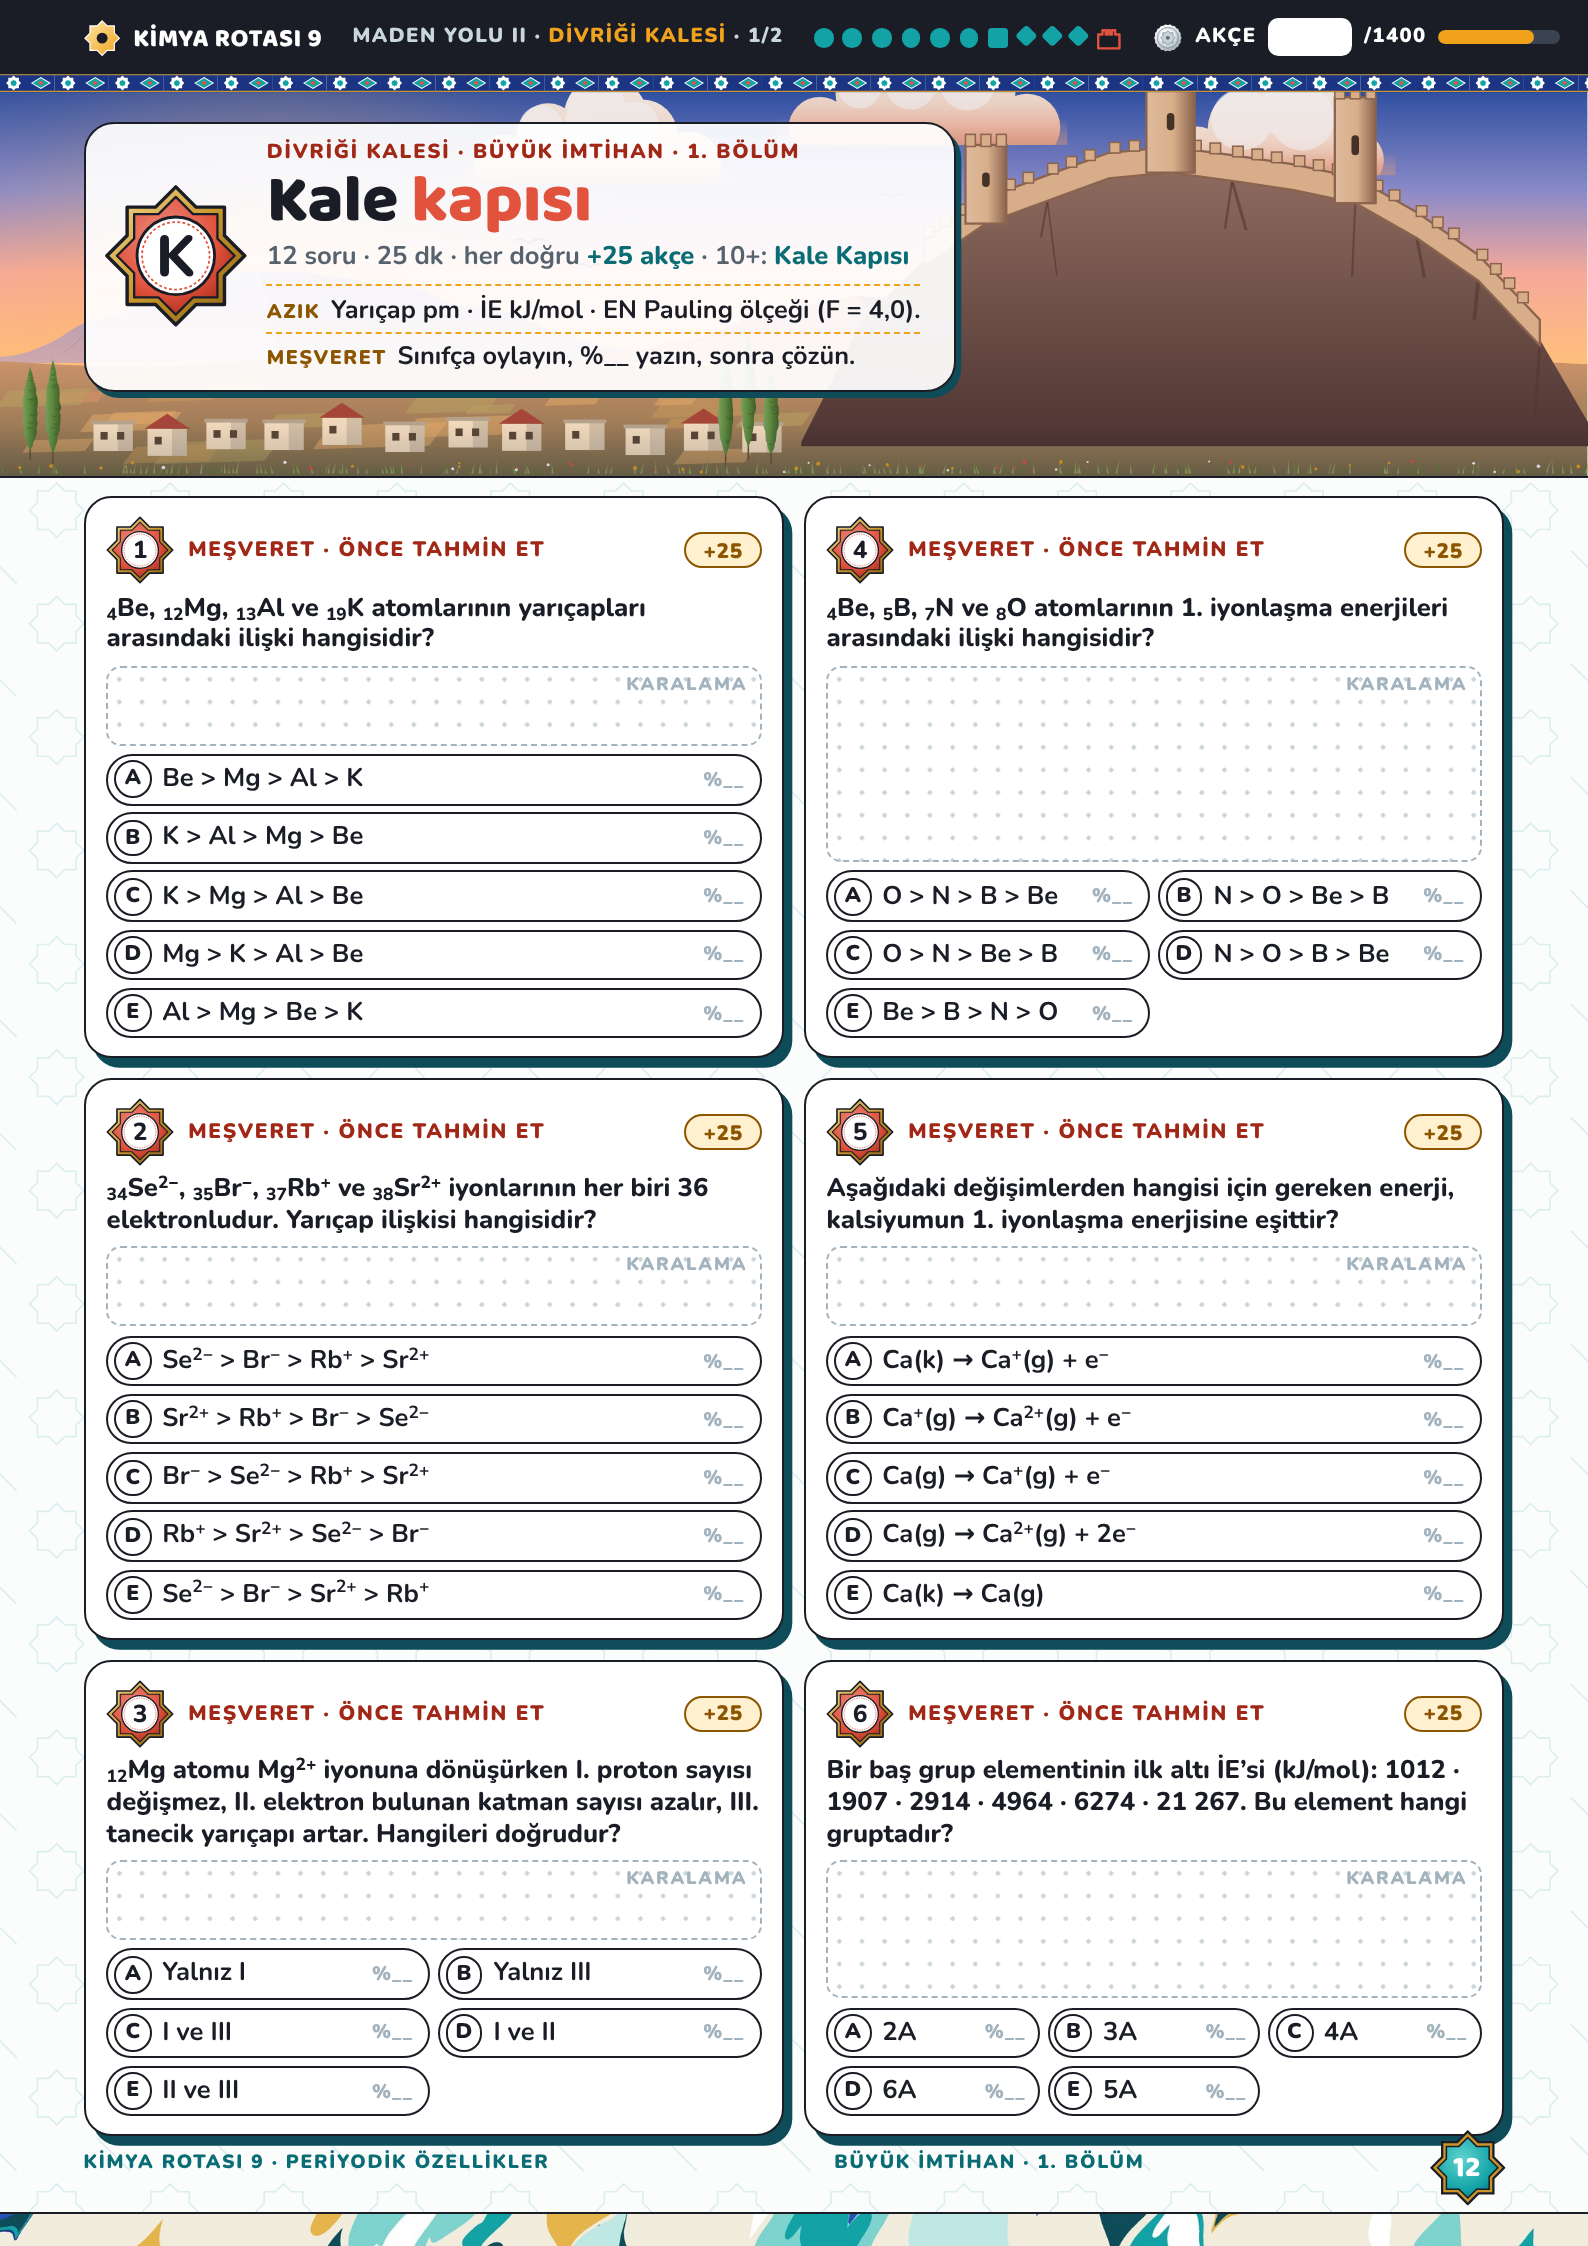 KİMYA ROTASI 9 MADEN YOLU II · DİVRİĞİ KALESİ · 1/2 AKÇE /1400
DİVRİĞİ KALESİ · BÜYÜK İMTİHAN · 1. BÖLÜM
K
Kale kapısı
12 soru · 25 dk · her doğru +25 akçe · 10+: Kale Kapısı
AZIK Yarıçap pm · İE kJ/mol · EN Pauling ölçeği (F = 4,0).
MEŞVERET Sınıfça oylayın, %__ yazın, sonra çözün.
1 MEŞVERET · ÖNCE TAHMİN ET +25
₄Be, ₁₂Mg, ₁₃Al ve ₁₉K atomlarının yarıçapları
arasındaki ilişki hangisidir?
KARALAMA
A Be > Mg > Al > K %__
B K > Al > Mg > Be %__
C K > Mg > Al > Be %__
D Mg > K > Al > Be %__
E Al > Mg > Be > K %__
2 MEŞVERET · ÖNCE TAHMİN ET +25
₃₄Se²⁻, ₃₅Br⁻, ₃₇Rb⁺ ve ₃₈Sr²⁺ iyonlarının her biri 36
elektronludur. Yarıçap ilişkisi hangisidir?
KARALAMA
A Se²⁻ > Br⁻ > Rb⁺ > Sr²⁺ %__
B Sr²⁺ > Rb⁺ > Br⁻ > Se²⁻ %__
C Br⁻ > Se²⁻ > Rb⁺ > Sr²⁺ %__
D Rb⁺ > Sr²⁺ > Se²⁻ > Br⁻ %__
E Se²⁻ > Br⁻ > Sr²⁺ > Rb⁺ %__
3 MEŞVERET · ÖNCE TAHMİN ET +25
₁₂Mg atomu Mg²⁺ iyonuna dönüşürken I. proton sayısı
değişmez, II. elektron bulunan katman sayısı azalır, III.
tanecik yarıçapı artar. Hangileri doğrudur?
KARALAMA
A Yalnız I %__ B Yalnız III %__
C I ve III %__ D I ve II %__
E II ve III %__
4 MEŞVERET · ÖNCE TAHMİN ET +25
₄Be, ₅B, ₇N ve ₈O atomlarının 1. iyonlaşma enerjileri
arasındaki ilişki hangisidir?
KARALAMA
A O > N > B > Be %__ B N > O > Be > B %__
C O > N > Be > B %__ D N > O > B > Be %__
E Be > B > N > O %__
5 MEŞVERET · ÖNCE TAHMİN ET +25
Aşağıdaki değişimlerden hangisi için gereken enerji,
kalsiyumun 1. iyonlaşma enerjisine eşittir?
KARALAMA
A Ca(k) → Ca⁺(g) + e⁻ %__
B Ca⁺(g) → Ca²⁺(g) + e⁻ %__
C Ca(g) → Ca⁺(g) + e⁻ %__
D Ca(g) → Ca²⁺(g) + 2e⁻ %__
E Ca(k) → Ca(g) %__
6 MEŞVERET · ÖNCE TAHMİN ET +25
Bir baş grup elementinin ilk altı İE’si (kJ/mol): 1012 ·
1907 · 2914 · 4964 · 6274 · 21 267. Bu element hangi
gruptadır?
KARALAMA
A 2A %__ B 3A %__ C 4A %__
D 6A %__ E 5A %__
KİMYA ROTASI 9 · PERİYODİK ÖZELLİKLER BÜYÜK İMTİHAN · 1. BÖLÜM 12